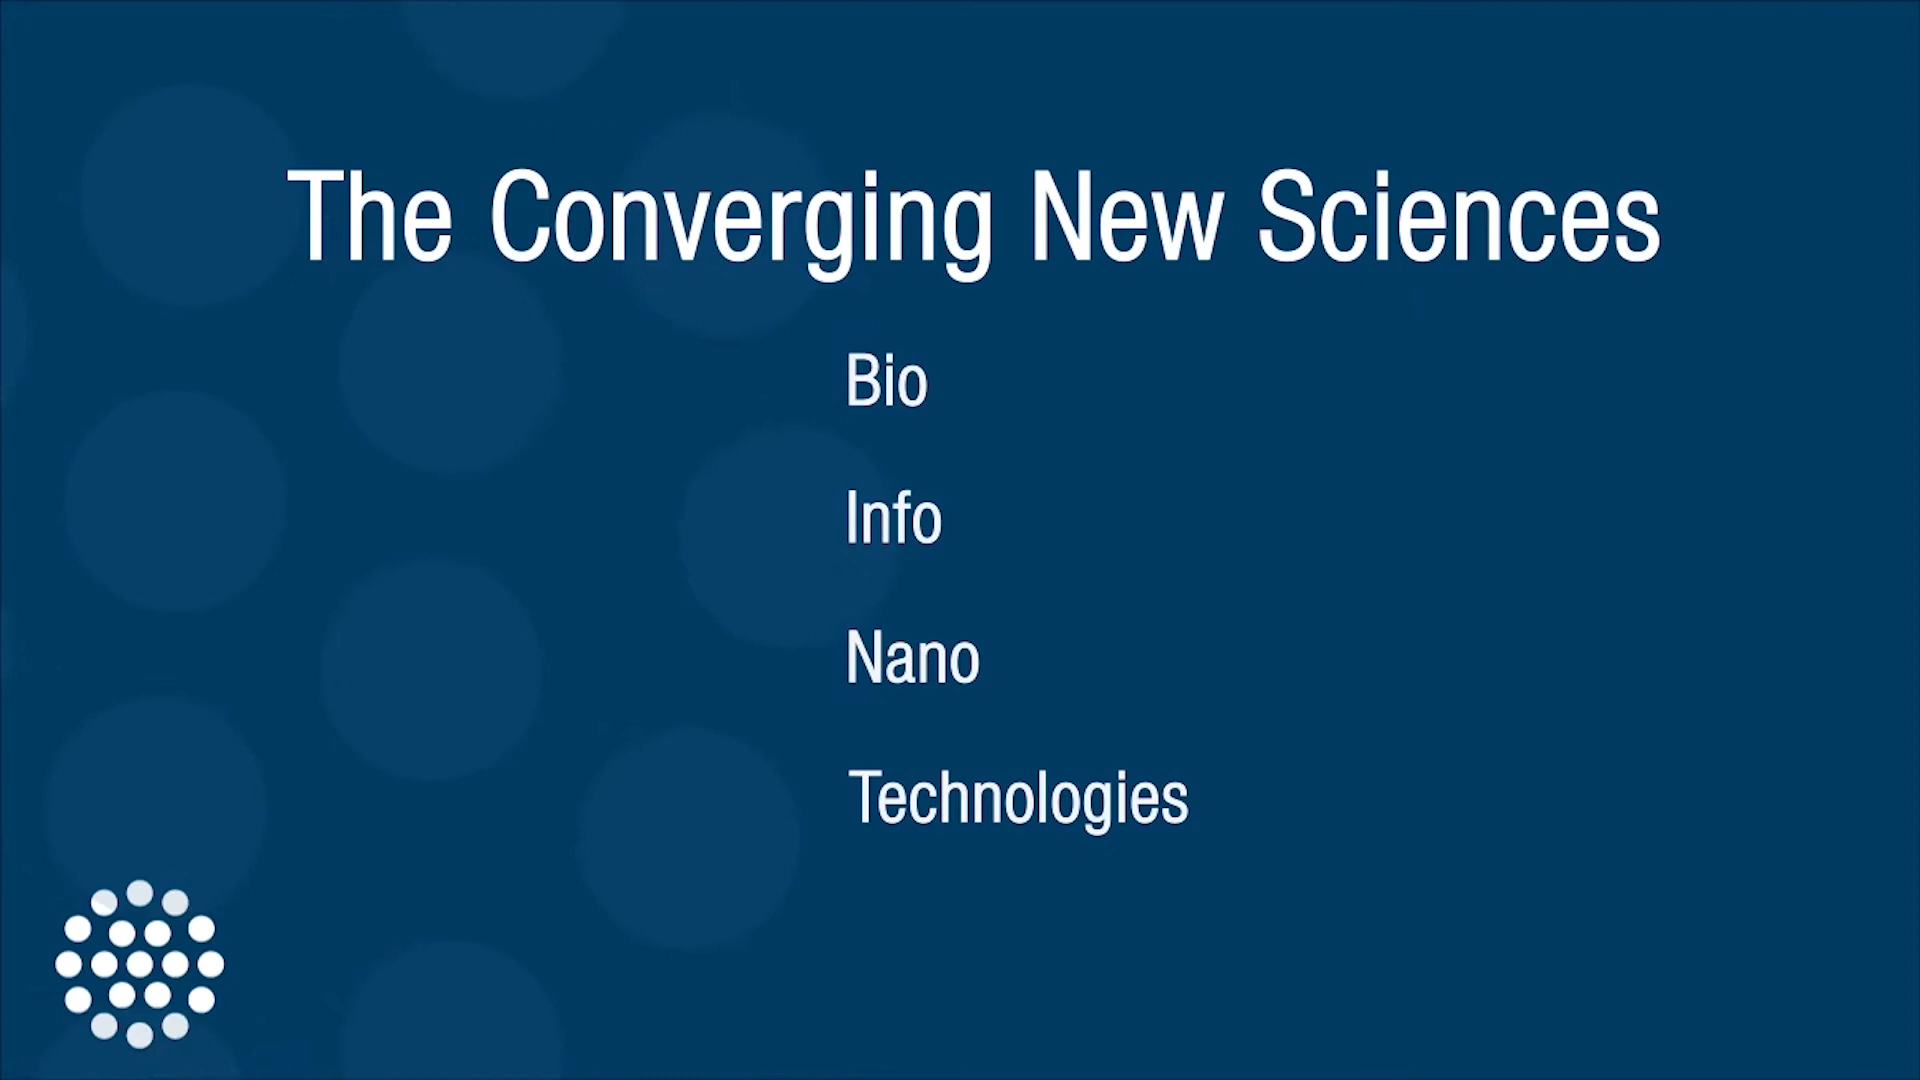 The Converging New Sciences
Bio
Info
Nano
Technologies